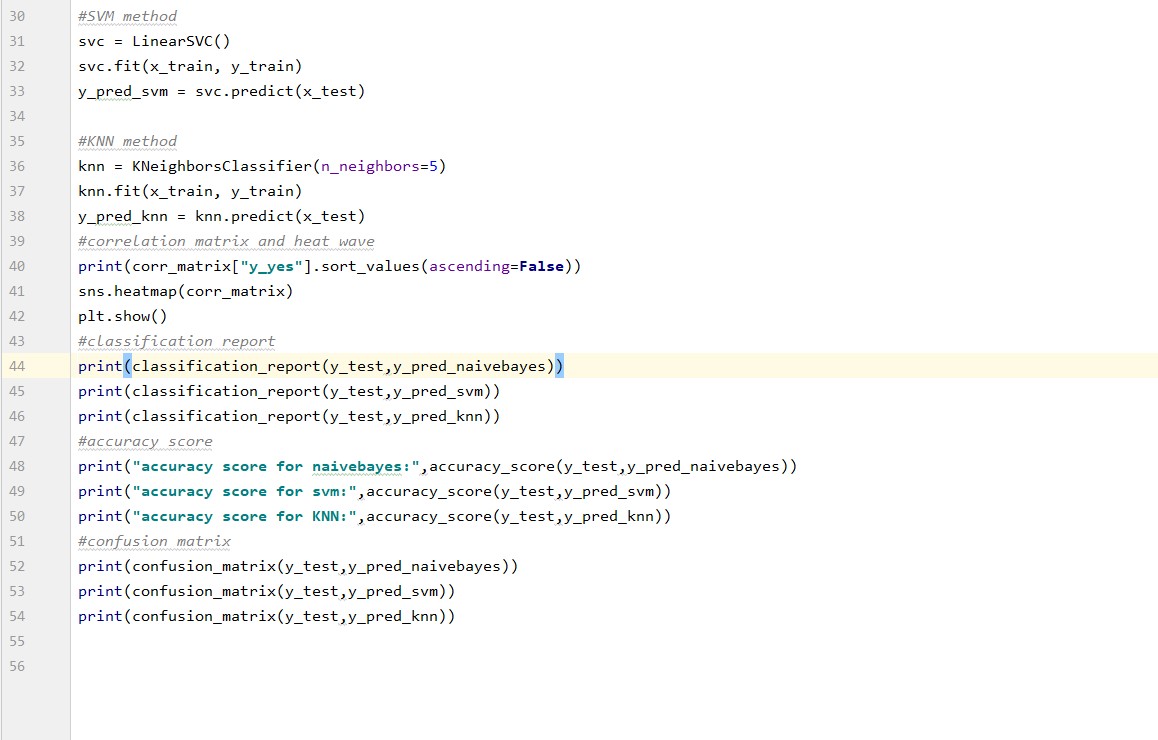 30 #SVM method
31 svc = LinearSVC()
32 svc.fit(x_train, y_train)
33 y_pred_svm = svc.predict(x_test)
34
35 #KNN method
36 knn = KNeighborsClassifier(n_neighbors=5)
37 knn.fit(x_train, y_train)
38 y_pred_knn = knn.predict(x_test)
39 #correlation matrix and heat wave
40 print(corr_matrix["y_yes"].sort_values(ascending=False))
41 sns.heatmap(corr_matrix)
42 plt.show()
43 #classification report
44 print(classification_report(y_test,y_pred_naivebayes))
45 print(classification_report(y_test,y_pred_svm))
46 print(classification_report(y_test,y_pred_knn))
47 #accuracy score
48 print("accuracy score for naivebayes:",accuracy_score(y_test,y_pred_naivebayes))
49 print("accuracy score for svm:",accuracy_score(y_test,y_pred_svm))
50 print("accuracy score for KNN:",accuracy_score(y_test,y_pred_knn))
51 #confusion matrix
52 print(confusion_matrix(y_test,y_pred_naivebayes))
53 print(confusion_matrix(y_test,y_pred_svm))
54 print(confusion_matrix(y_test,y_pred_knn))
55
56